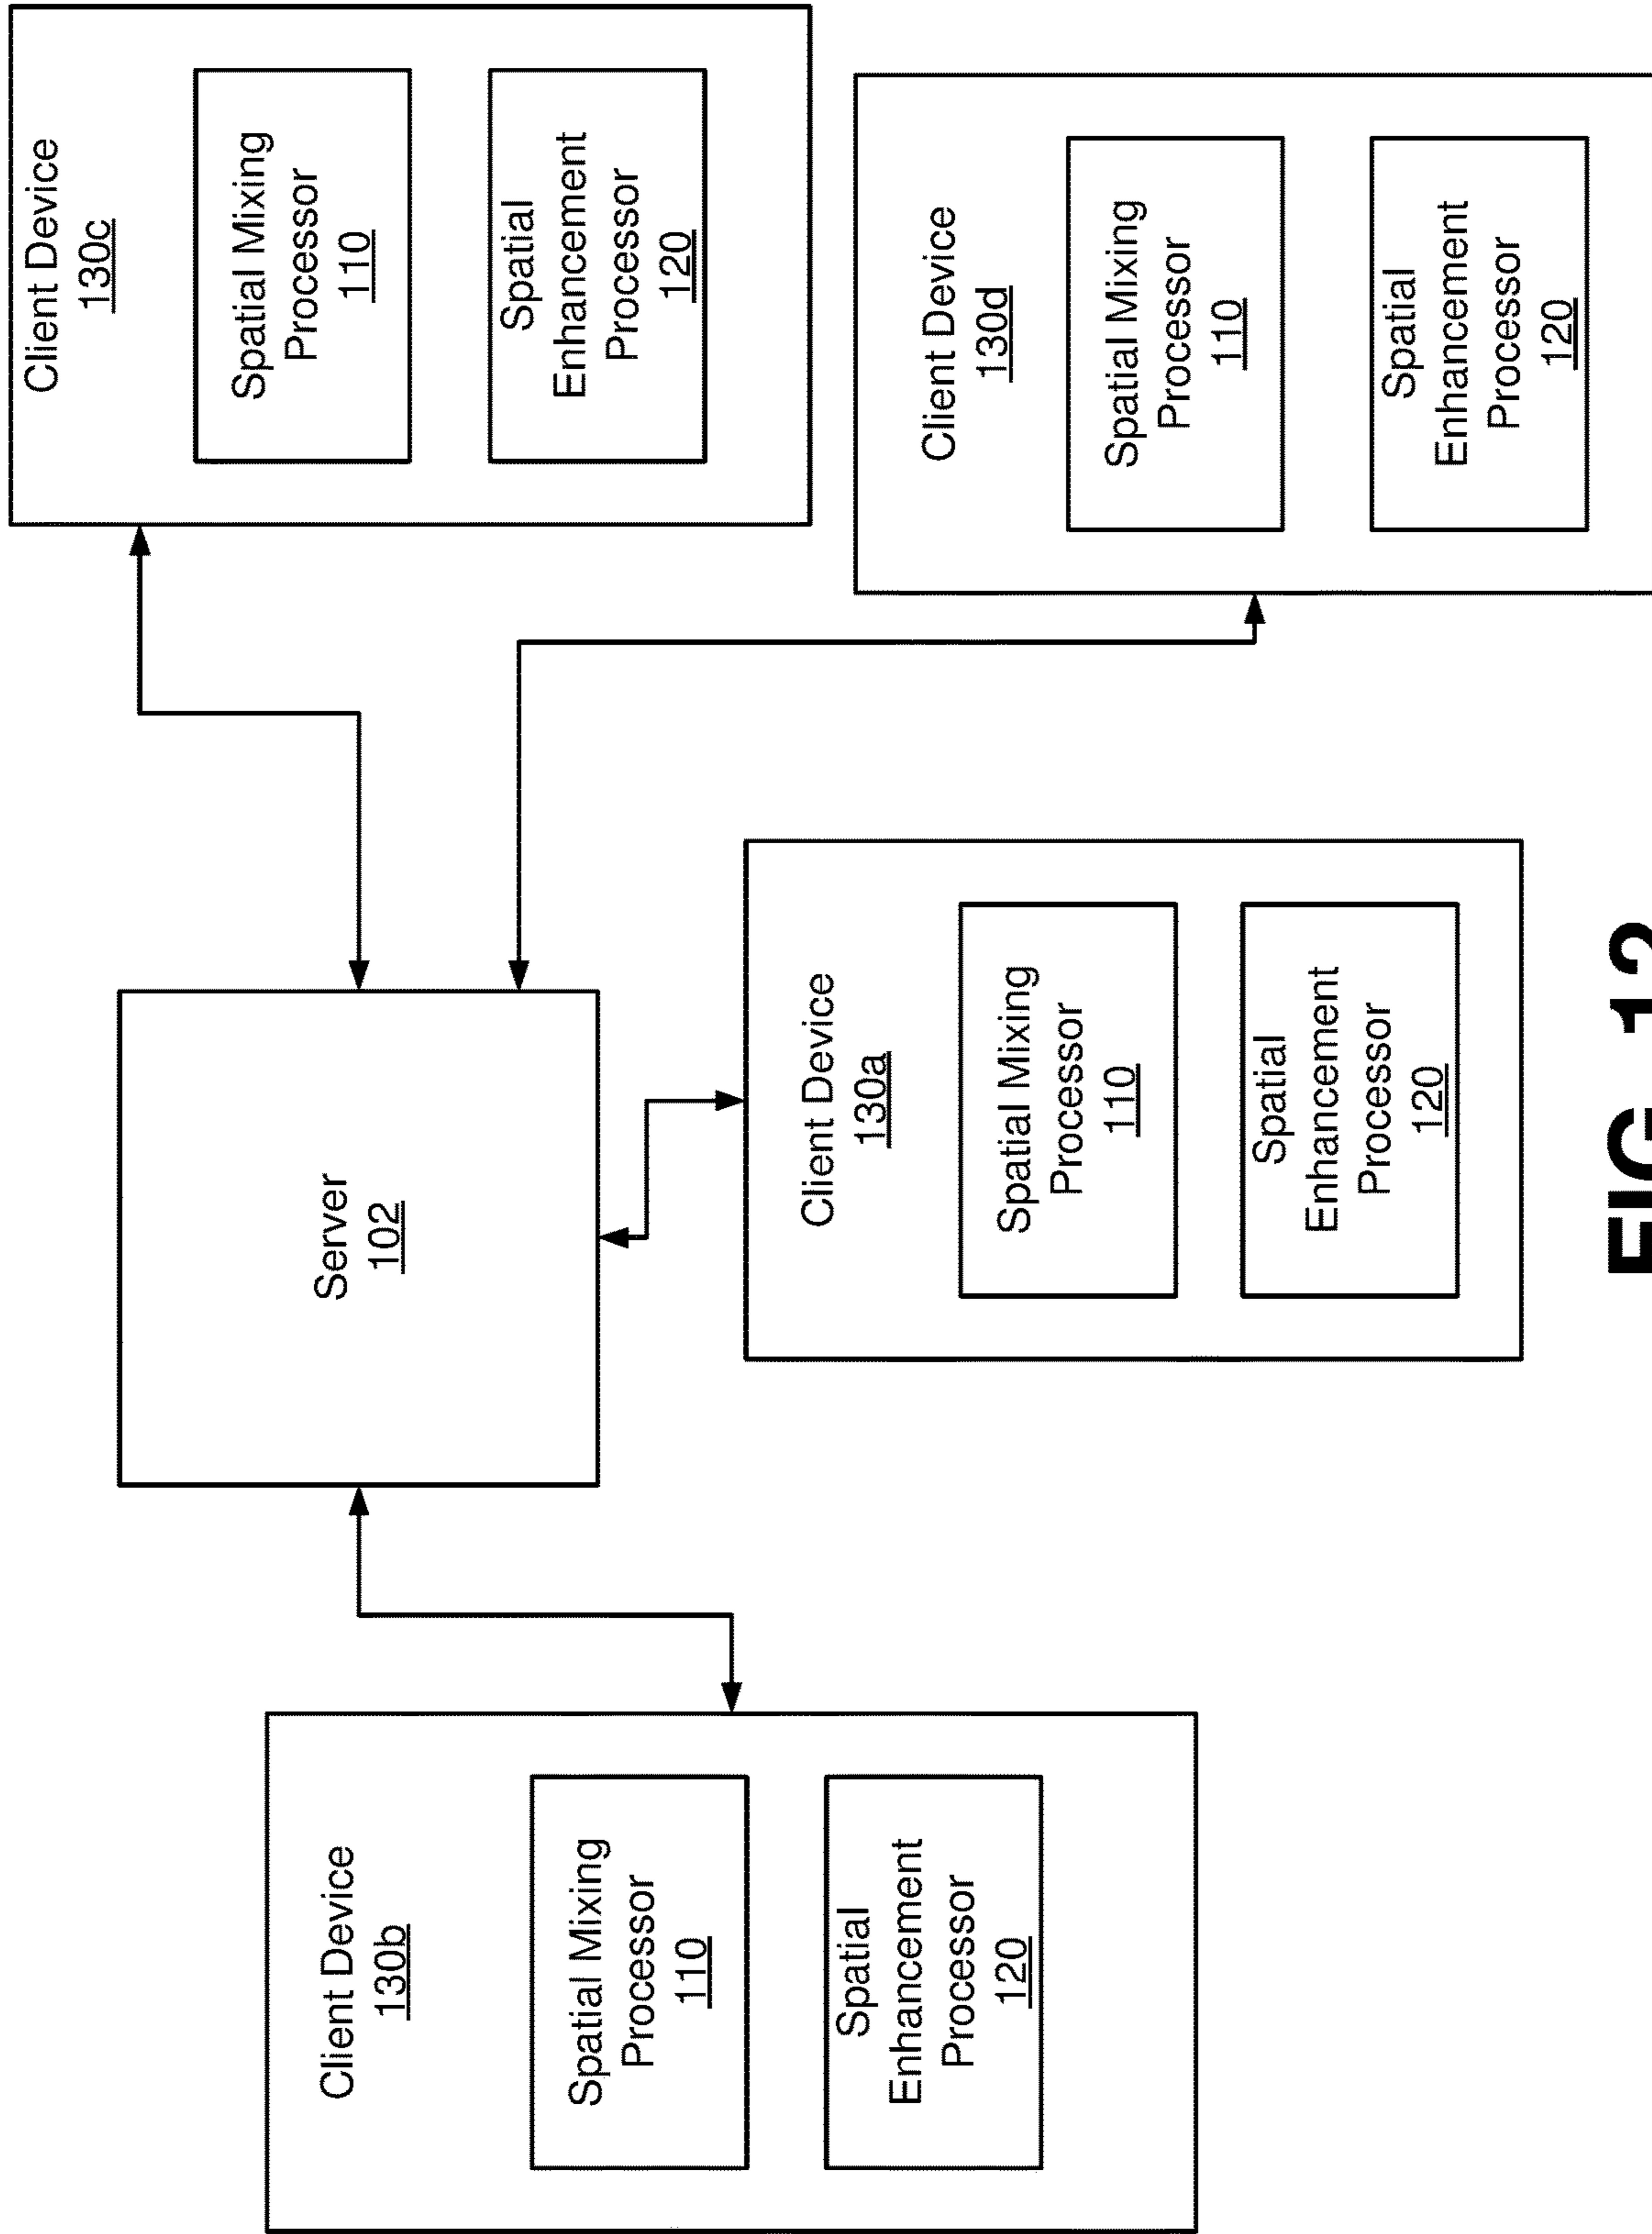 Client Device
130c
Spatial Mixing
Processor
110
Spatial
Enhancement
Processor
120
Server
102
Client Device
130b
Spatial Mixing
Processor
110
Spatial
Enhancement
Processor
120
Client Device
130a
Spatial Mixing
Processor
110
Spatial
Enhancement
Processor
120
Client Device
130d
Spatial Mixing
Processor
110
Spatial
Enhancement
Processor
120
FIG